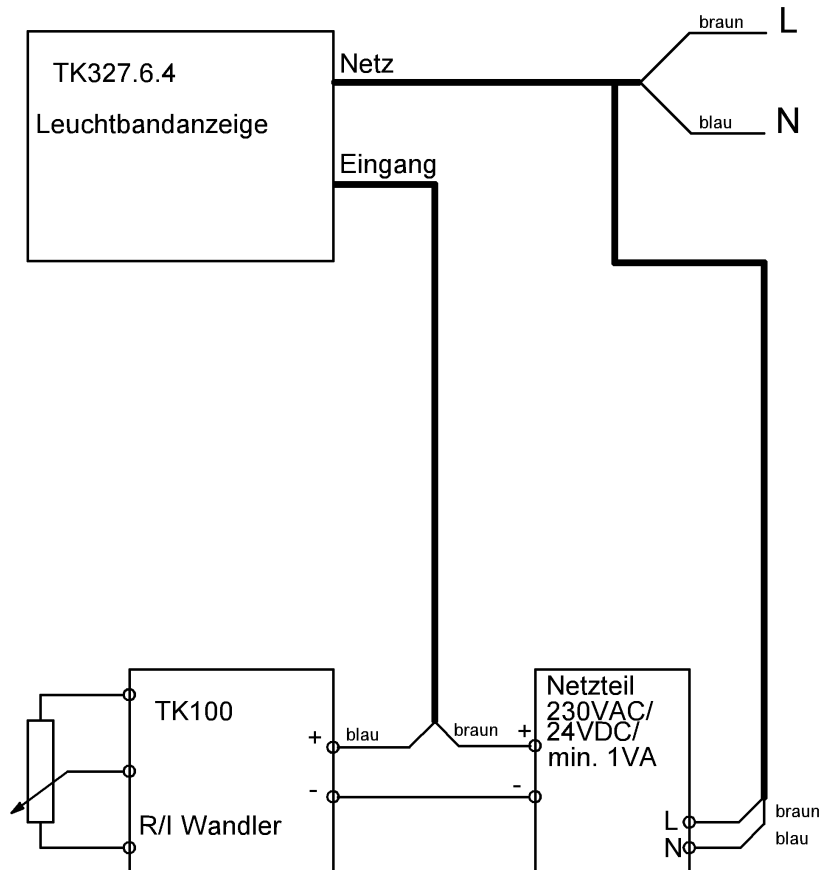 braun L
TK327.6.4
Netz
Leuchtbandanzeige
blau N
Eingang
TK100
+ blau
braun +
Netzteil
230VAC/
24VDC/
min. 1VA
-
-
R/I Wandler
L
braun
N
blau